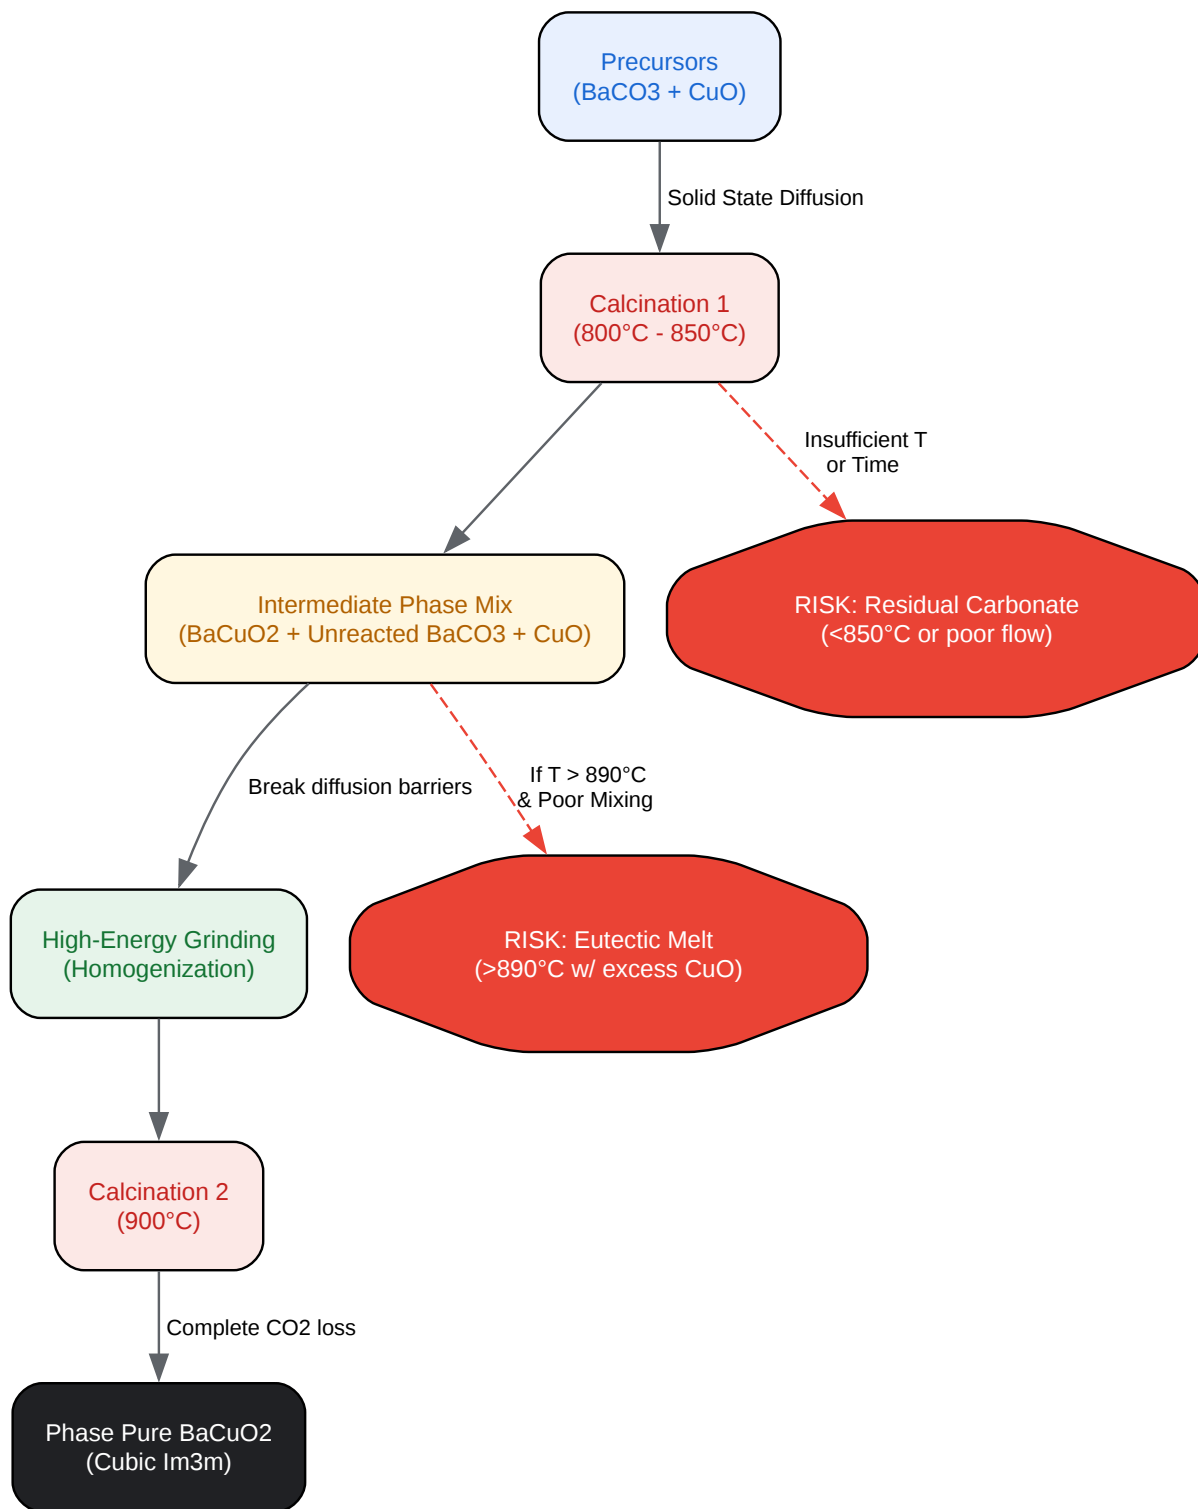 Precursors
(BaCO3 + CuO)
Solid State Diffusion
Calcination 1
(800°C - 850°C)
Insufficient T
or Time
Intermediate Phase Mix
(BaCuO2 + Unreacted BaCO3 + CuO)
RISK: Residual Carbonate
(<850°C or poor flow)
Break diffusion barriers
If T > 890°C
& Poor Mixing
High-Energy Grinding
(Homogenization)
RISK: Eutectic Melt
(>890°C w/ excess CuO)
Calcination 2
(900°C)
Complete CO2 loss
Phase Pure BaCuO2
(Cubic Im3m)